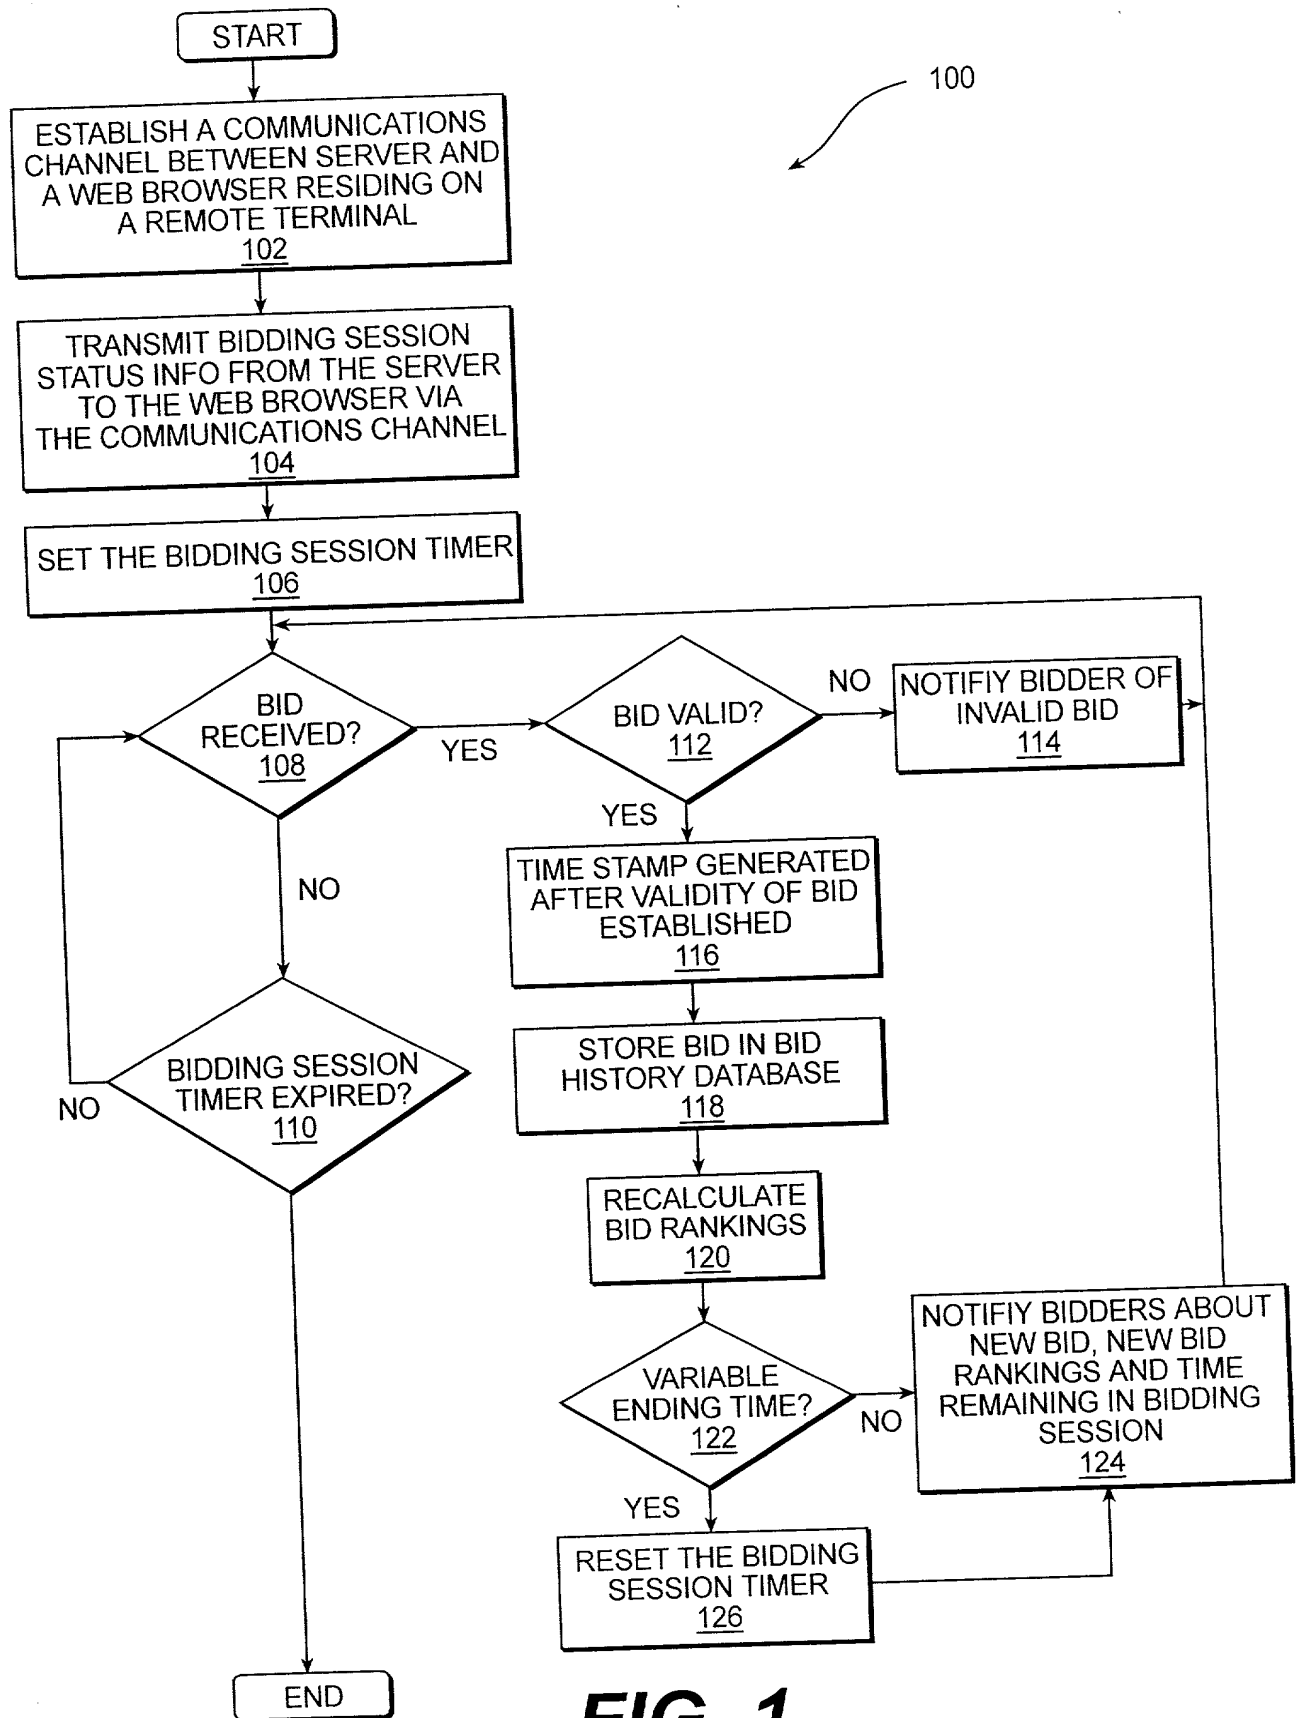 START
100
ESTABLISH A COMMUNICATIONS
CHANNEL BETWEEN SERVER AND
A WEB BROWSER RESIDING ON
A REMOTE TERMINAL
102
TRANSMIT BIDDING SESSION
STATUS INFO FROM THE SERVER
TO THE WEB BROWSER VIA
THE COMMUNICATIONS CHANNEL
104
SET THE BIDDING SESSION TIMER
106
BID
RECEIVED?
108
YES
BID VALID?
112
NO
NOTIFIY BIDDER OF
INVALID BID
114
YES
TIME STAMP GENERATED
AFTER VALIDITY OF BID
ESTABLISHED
116
NO
BIDDING SESSION
TIMER EXPIRED?
110
NO
STORE BID IN BID
HISTORY DATABASE
118
RECALCULATE
BID RANKINGS
120
VARIABLE
ENDING TIME?
122
NO
NOTIFIY BIDDERS ABOUT
NEW BID, NEW BID
RANKINGS AND TIME
REMAINING IN BIDDING
SESSION
124
YES
RESET THE BIDDING
SESSION TIMER
126
END
FIG. 1